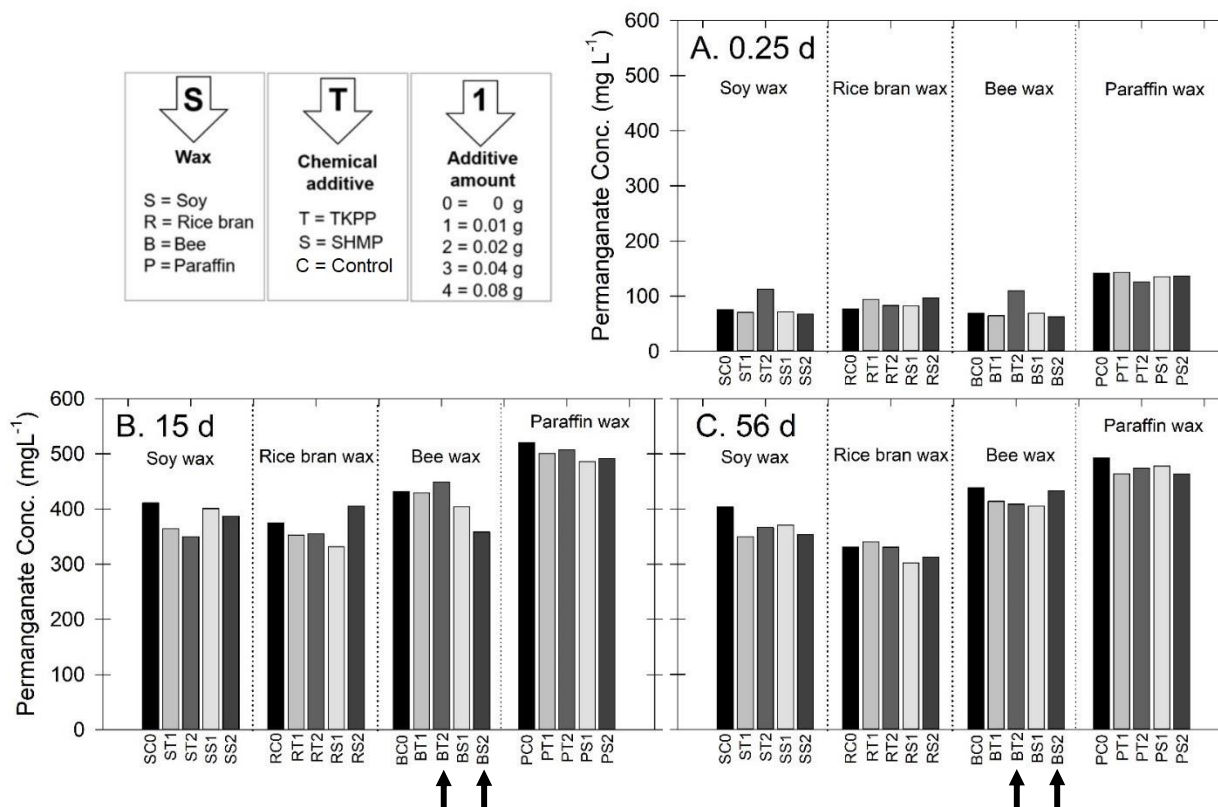 S
Wax
S = Soy
R = Rice bran
B = Bee
P = Paraffin
T
Chemical
additive
T = TKPP
S = SHMP
C = Control
1
Additive
amount
0 = 0 g
1 = 0.01 g
2 = 0.02 g
3 = 0.04 g
4 = 0.08 g
A. 0.25 d
Soy wax Rice bran wax Bee wax Paraffin wax
Permanganate Conc. (mg L-1)
600
500
400
300
200
100
0
SC0 ST1 ST2 SS1 SS2 RC0 RT1 RT2 RS1 RS2 BC0 BT1 BT2 BS1 BS2 PC0 PT1 PT2 PS1 PS2
B. 15 d
Soy wax Rice bran wax Bee wax Paraffin wax
Permanganate Conc. (mgL-1)
600
500
400
300
200
100
0
SC0 ST1 ST2 SS1 SS2 RC0 RT1 RT2 RS1 RS2 BC0 BT1 BT2 BS1 BS2 PC0 PT1 PT2 PS1 PS2
C. 56 d
Soy wax Rice bran wax Bee wax Paraffin wax
SC0 ST1 ST2 SS1 SS2 RC0 RT1 RT2 RS1 RS2 BC0 BT1 BT2 BS1 BS2 PC0 PT1 PT2 PS1 PS2